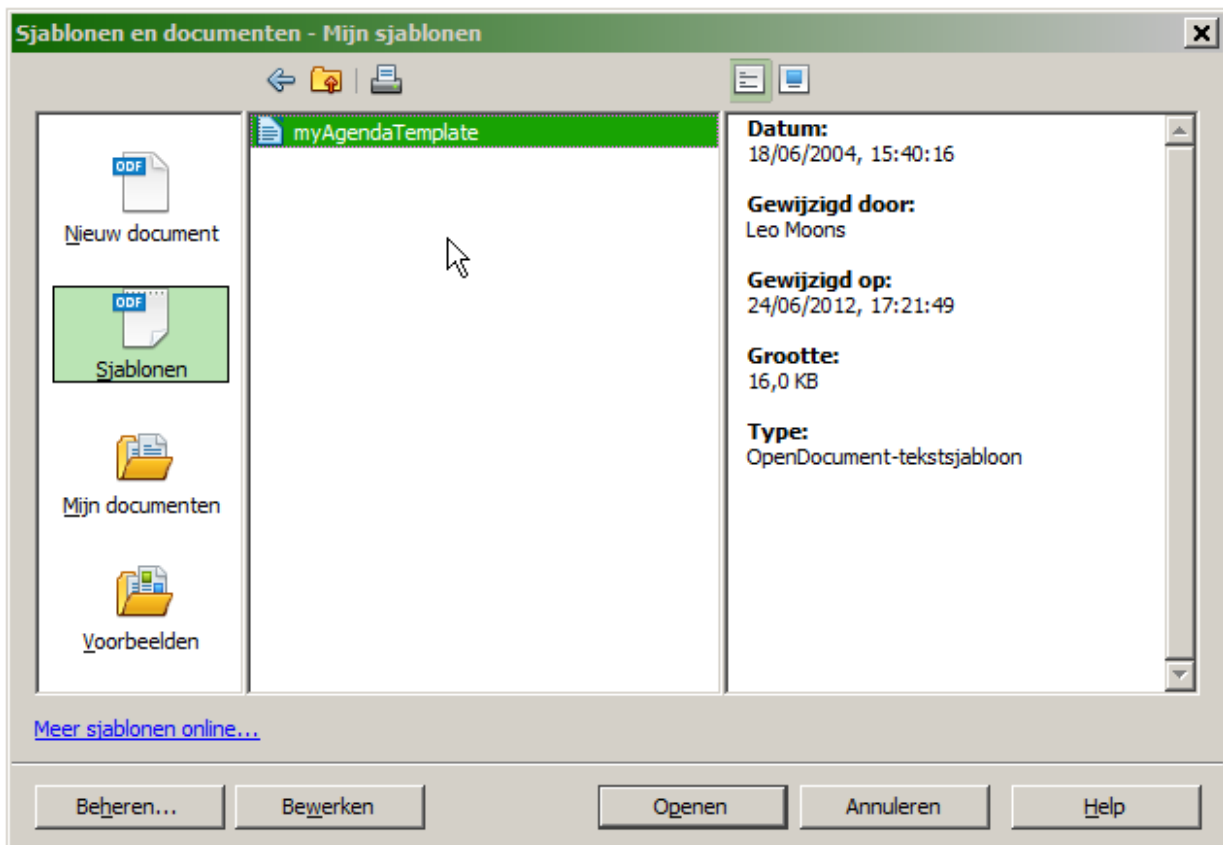 Sjablonen en documenten - Mijn sjablonen
ODF
Nieuw document
ODF
Sjablonen
Mijn documenten
Voorbeelden
myAgendaTemplate
Datum:
18/06/2004, 15:40:16
Gewijzigd door:
Leo Moons
Gewijzigd op:
24/06/2012, 17:21:49
Grootte:
16,0 KB
Type:
OpenDocument-tekstsjabloon
Meer sjablonen online...
Beheren...
Bewerken
Openen
Annuleren
Help